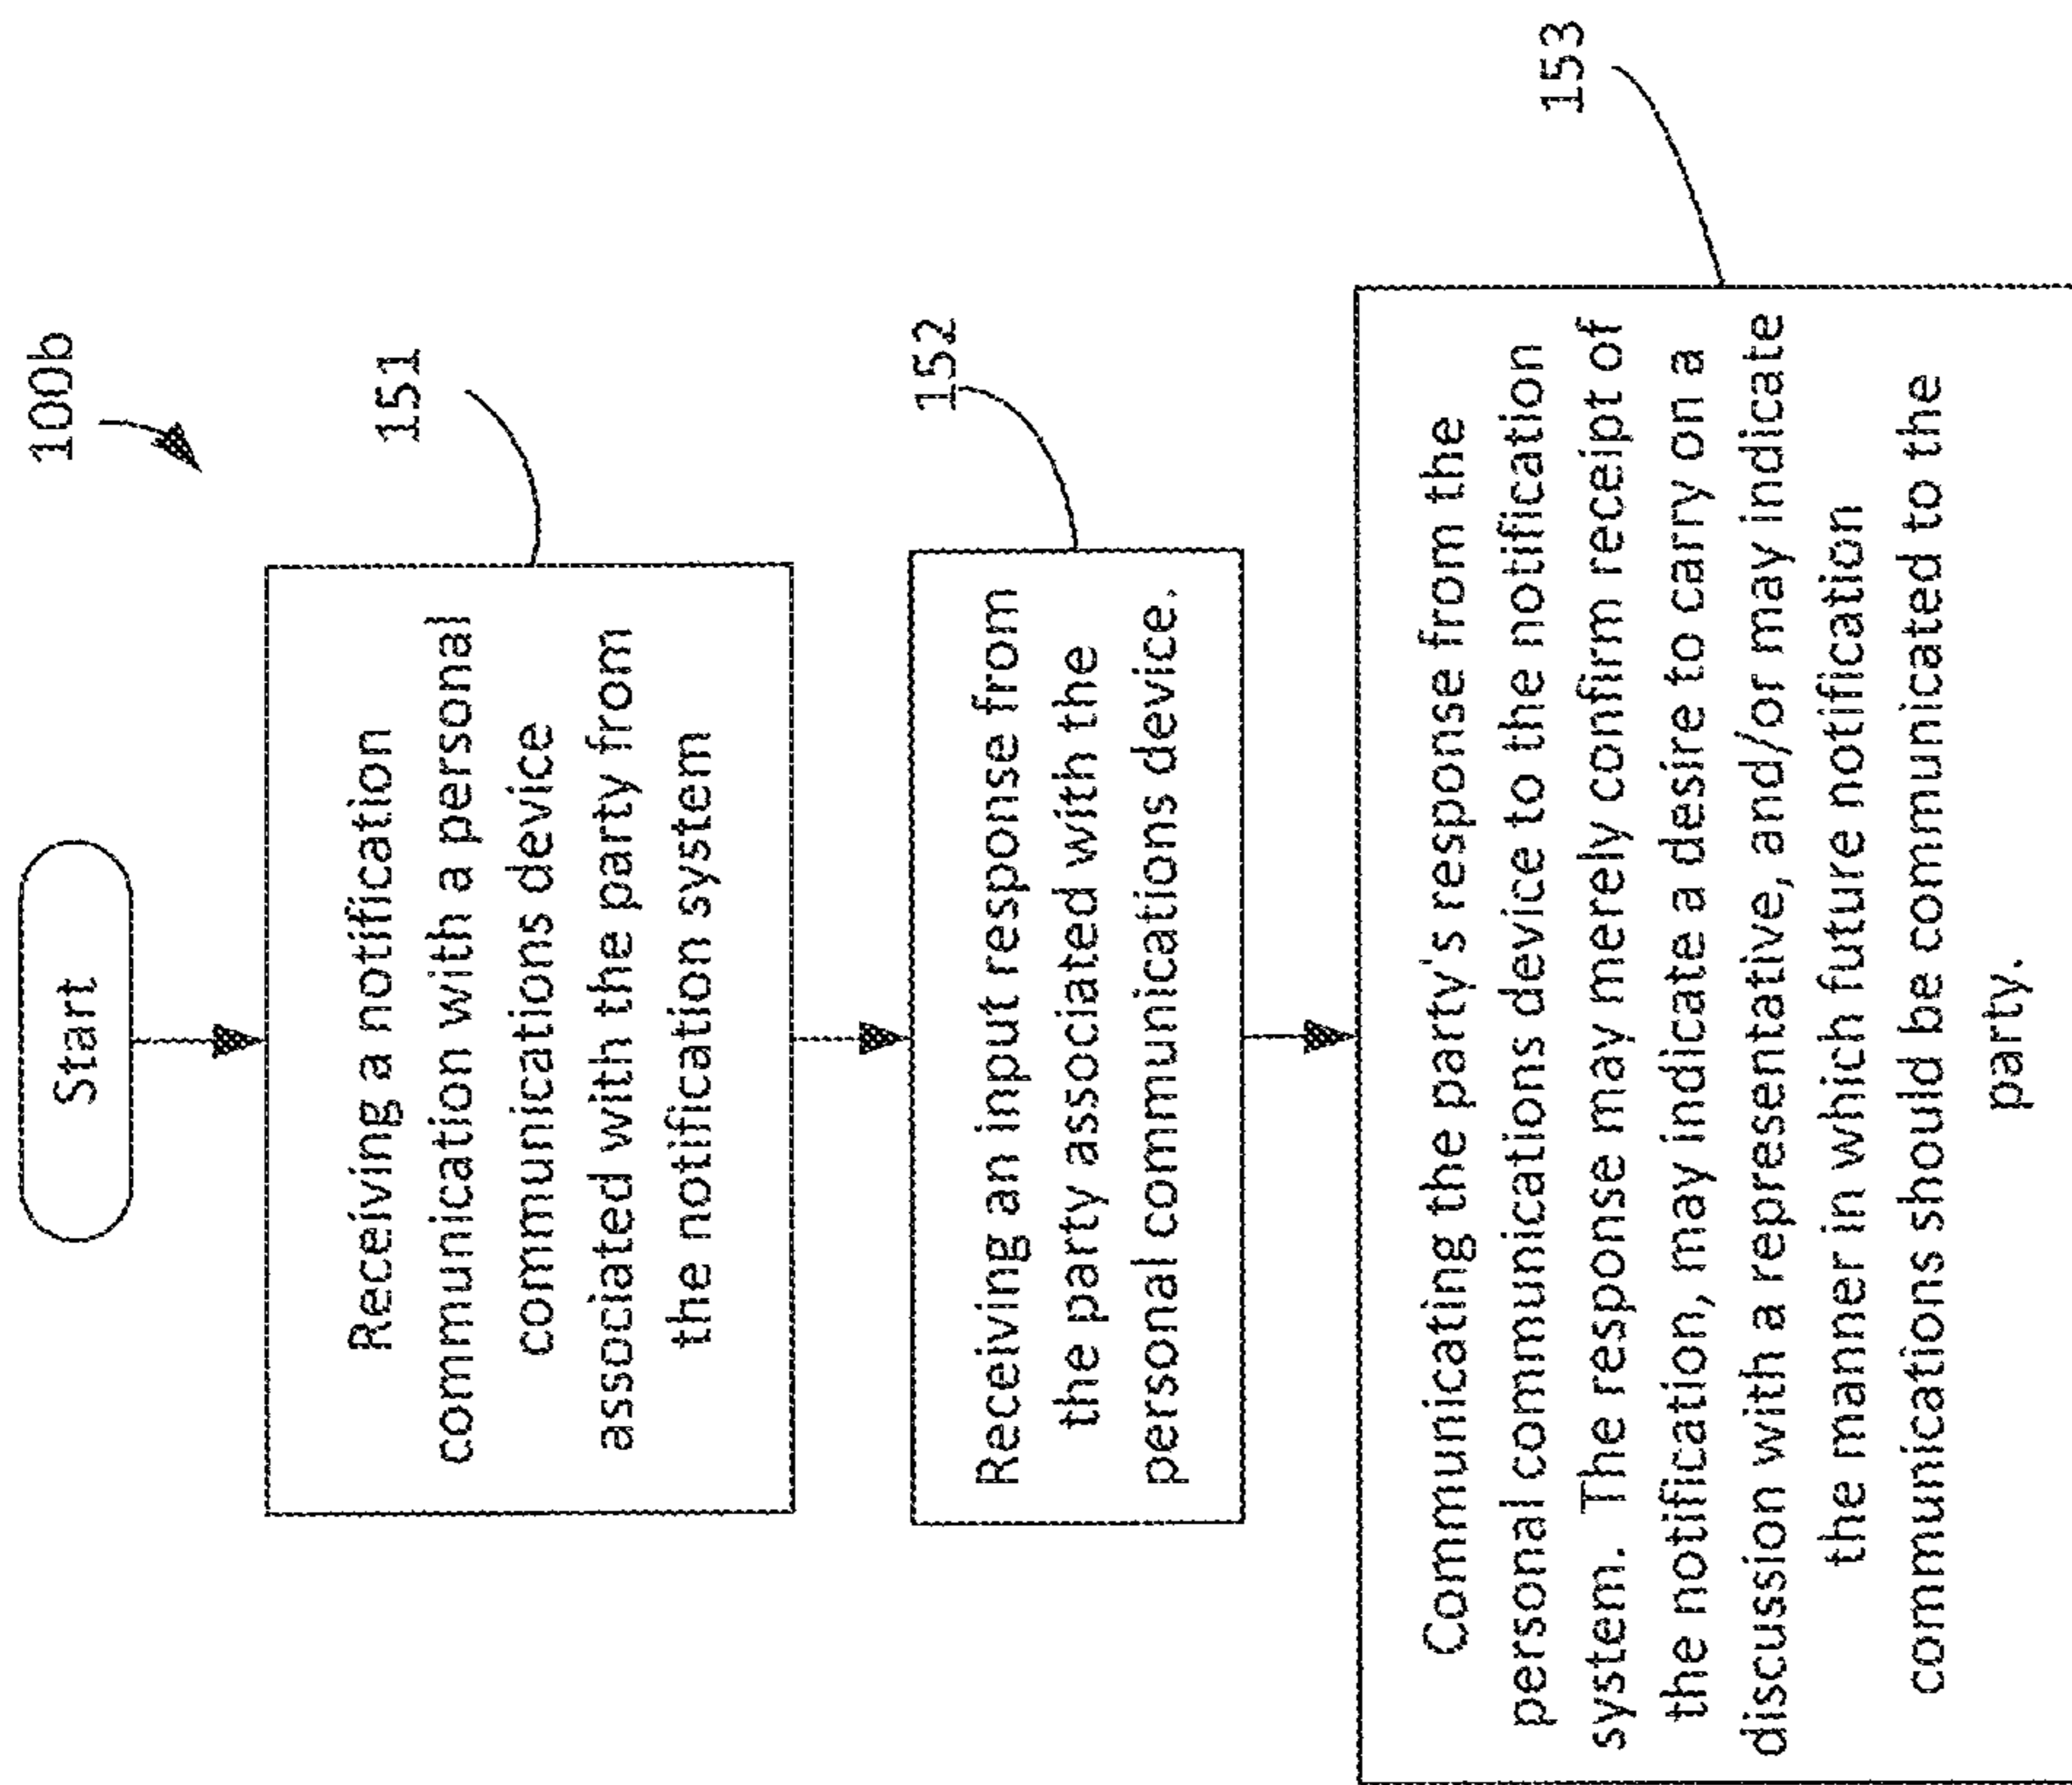 100b
Start
151
Receiving a notification
communication with a personal
communications device
associated with the party from
the notification system
152
Receiving an input response from
the party associated with the
personal communications device.
153
Communicating the party's response from the
personal communications device to the notification
system.  The response may merely confirm receipt of
the notification, may indicate a desire to carry on a
discussion with a representative, and/or may indicate
the manner in which future notification
communications should be communicated to the
party.